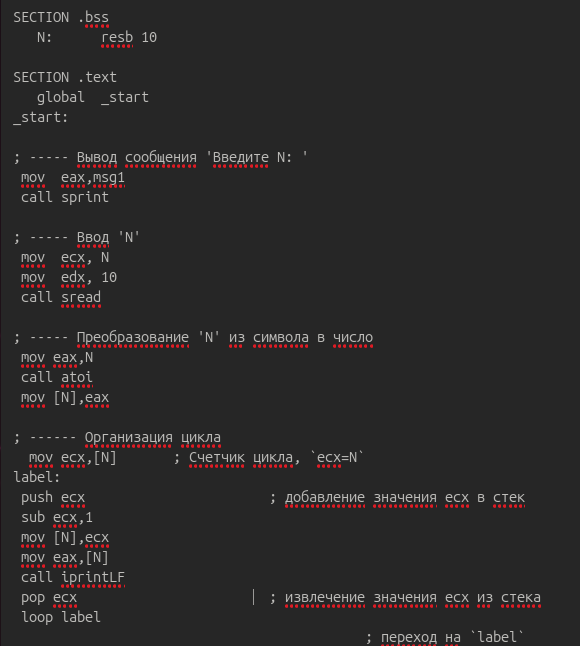 SECTION .bss
   N:      resb 10

SECTION .text
   global  _start
_start:

; ----- Вывод сообщения 'Введите N: '
 mov  eax,msg1
 call sprint

; ----- Ввод 'N'
 mov  ecx, N
 mov  edx, 10
 call sread

; ----- Преобразование 'N' из символа в число
 mov eax,N
 call atoi
 mov [N],eax

; ------ Организация цикла
  mov ecx,[N]       ; Счетчик цикла, `ecx=N`
label:
 push ecx                       ; добавление значения ecx в стек
 sub ecx,1
 mov [N],ecx
 mov eax,[N]
 call iprintLF
 pop ecx                        ; извлечение значения ecx из стека
 loop label
                                            ; переход на `label`